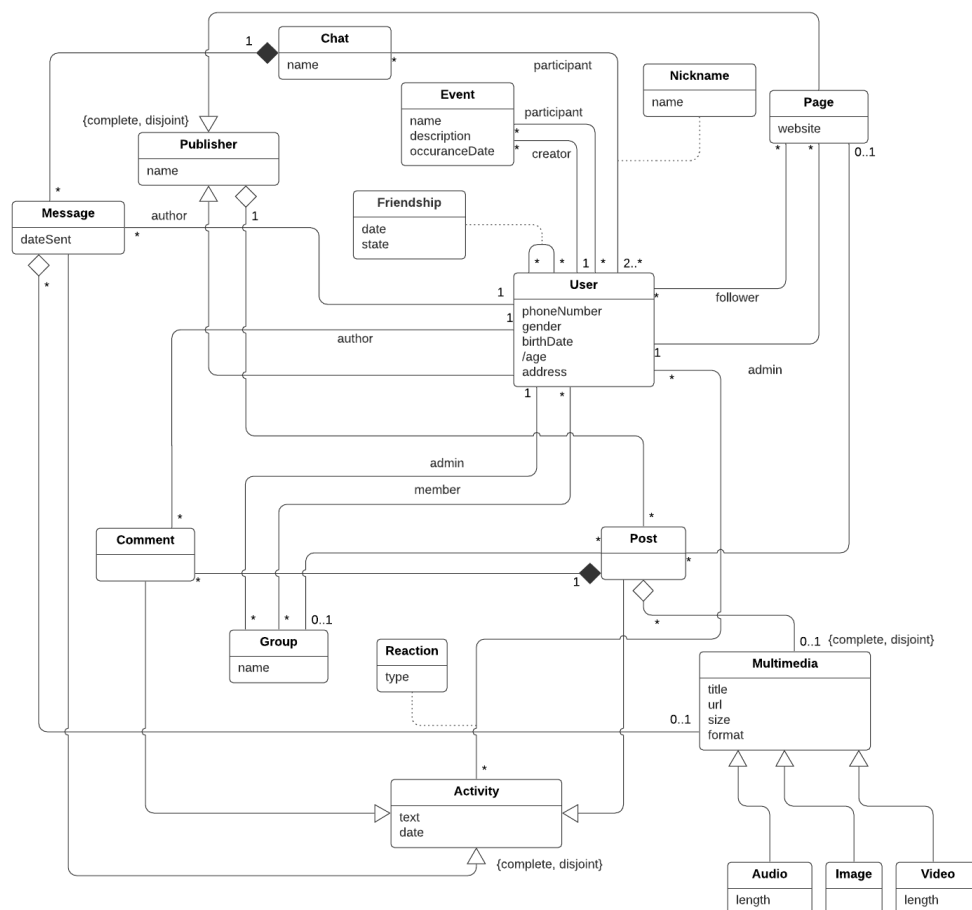 1
Chat
name
*
participant
Nickname
name
Event
name
description
occuranceDate
participant
*
creator
*
Page
website
*
*
0..1
{complete, disjoint}
Publisher
name
1
*
Message
dateSent
*
author
*
Friendship
date
state
*
*
1
*
2..*
User
phoneNumber
gender
birthDate
/age
address
1
1
author
*
follower
1
admin
*
1
*
admin
member
*
*
Comment
*
*
Post
*
1
*
*
*
0..1
Group
name
Reaction
type
*
0..1
{complete, disjoint}
Multimedia
title
url
size
format
0..1
*
Activity
text
date
{complete, disjoint}
Audio
length
Image
Video
length